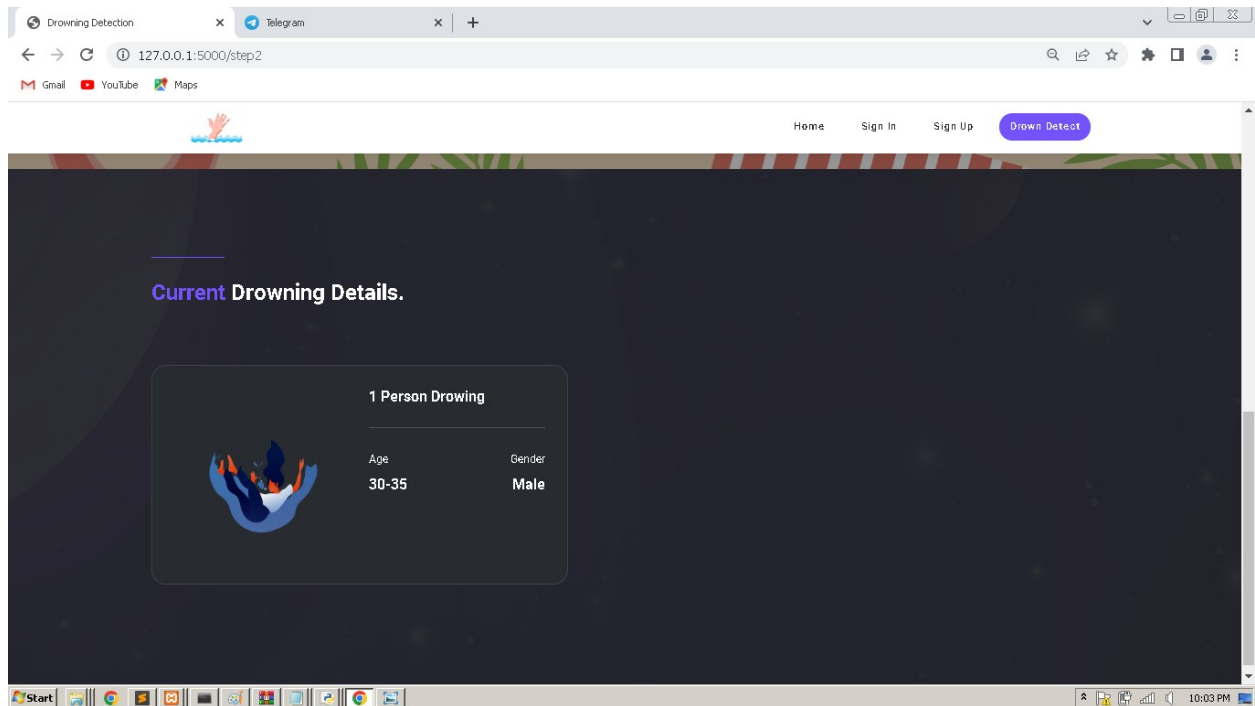 Drowning Detection
Telegram
127.0.0.1:5000/step2
Gmail YouTube Maps
Home Sign In Sign Up Drown Detect
Current Drowning Details.
1 Person Drowing
Age Gender
30-35 Male
Start 10:03 PM